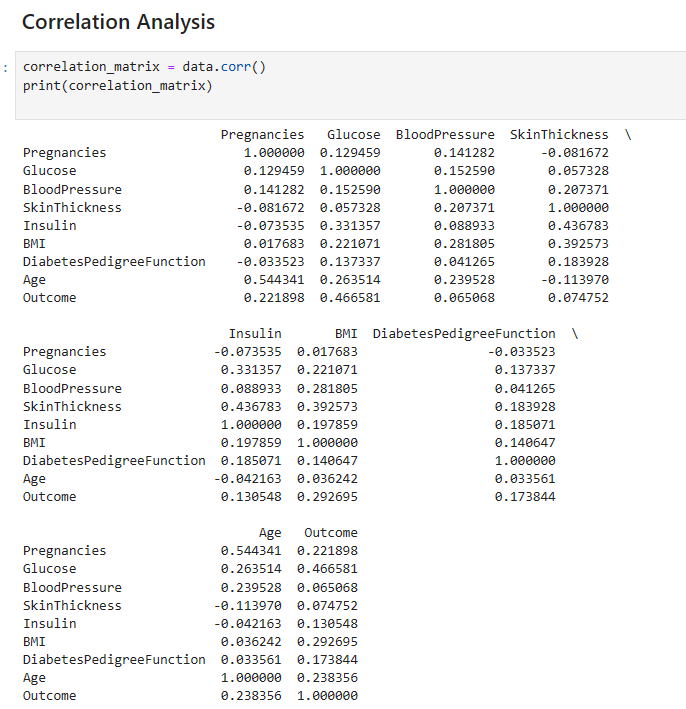 Correlation Analysis
: correlation_matrix = data.corr()
print(correlation_matrix)
Pregnancies Glucose BloodPressure SkinThickness \
Pregnancies 1.000000 0.129459 0.141282 -0.081672
Glucose 0.129459 1.000000 0.152590 0.057328
BloodPressure 0.141282 0.152590 1.000000 0.207371
SkinThickness -0.081672 0.057328 0.207371 1.000000
Insulin -0.073535 0.331357 0.088933 0.436783
BMI 0.017683 0.221071 0.281805 0.392573
DiabetesPedigreeFunction -0.033523 0.137337 0.041265 0.183928
Age 0.544341 0.263514 0.239528 -0.113970
Outcome 0.221898 0.466581 0.065068 0.074752
Insulin BMI DiabetesPedigreeFunction \
Pregnancies -0.073535 0.017683 -0.033523
Glucose 0.331357 0.221071 0.137337
BloodPressure 0.088933 0.281805 0.041265
SkinThickness 0.436783 0.392573 0.183928
Insulin 1.000000 0.197859 0.185071
BMI 0.197859 1.000000 0.140647
DiabetesPedigreeFunction 0.185071 0.140647 1.000000
Age -0.042163 0.036242 0.033561
Outcome 0.130548 0.292695 0.173844
Age Outcome
Pregnancies 0.544341 0.221898
Glucose 0.263514 0.466581
BloodPressure 0.239528 0.065068
SkinThickness -0.113970 0.074752
Insulin -0.042163 0.130548
BMI 0.036242 0.292695
DiabetesPedigreeFunction 0.033561 0.173844
Age 1.000000 0.238356
Outcome 0.238356 1.000000